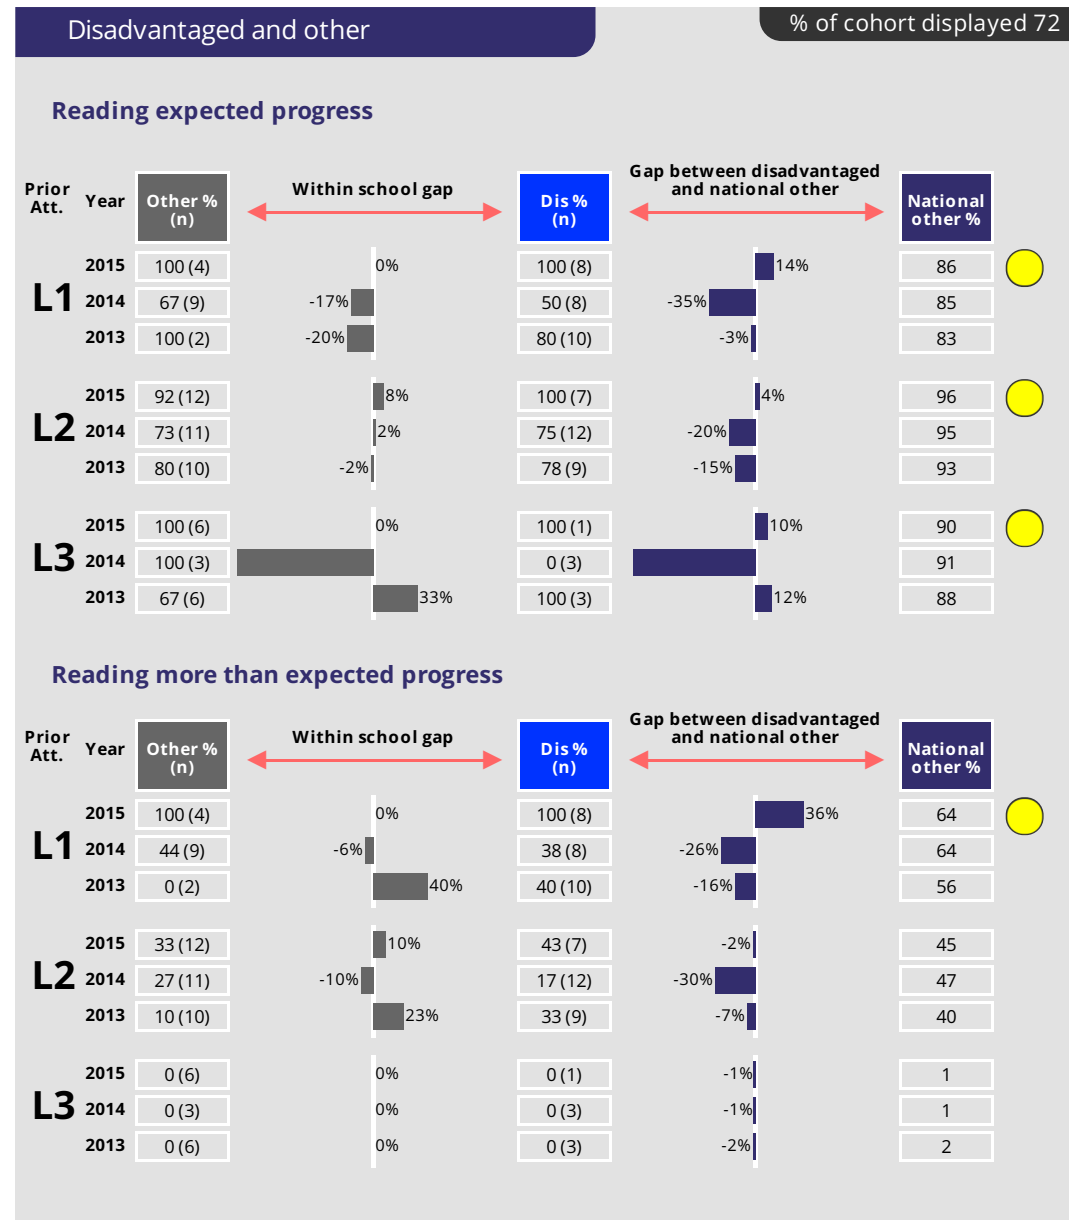 Disadvantaged and other
% of cohort displayed 72
Reading expected progress
Prior Att.
Year
Other % (n)
Within school gap
Dis % (n)
Gap between disadvantaged and national other
National other %
L1
2015 100 (4) 0% 100 (8) 14% 86
2014 67 (9) -17% 50 (8) -35% 85
2013 100 (2) -20% 80 (10) -3% 83
L2
2015 92 (12) 8% 100 (7) 4% 96
2014 73 (11) 2% 75 (12) -20% 95
2013 80 (10) -2% 78 (9) -15% 93
L3
2015 100 (6) 0% 100 (1) 10% 90
2014 100 (3) 0 (3) 91
2013 67 (6) 33% 100 (3) 12% 88
Reading more than expected progress
Prior Att.
Year
Other % (n)
Within school gap
Dis % (n)
Gap between disadvantaged and national other
National other %
L1
2015 100 (4) 0% 100 (8) 36% 64
2014 44 (9) -6% 38 (8) -26% 64
2013 0 (2) 40% 40 (10) -16% 56
L2
2015 33 (12) 10% 43 (7) -2% 45
2014 27 (11) -10% 17 (12) -30% 47
2013 10 (10) 23% 33 (9) -7% 40
L3
2015 0 (6) 0% 0 (1) -1% 1
2014 0 (3) 0% 0 (3) -1% 1
2013 0 (6) 0% 0 (3) -2% 2